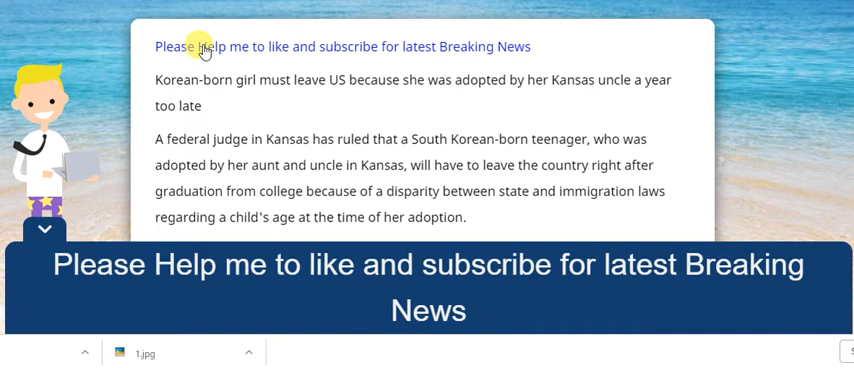 Please Help me to like and subscribe for latest Breaking News
Korean-born girl must leave US because she was adopted by her Kansas uncle a year
too late
A federal judge in Kansas has ruled that a South Korean-born teenager, who was
adopted by her aunt and uncle in Kansas, will have to leave the country right after
graduation from college because of a disparity between state and immigration laws
regarding a child's age at the time of her adoption.
Please Help me to like and subscribe for latest Breaking
News
1.jpg